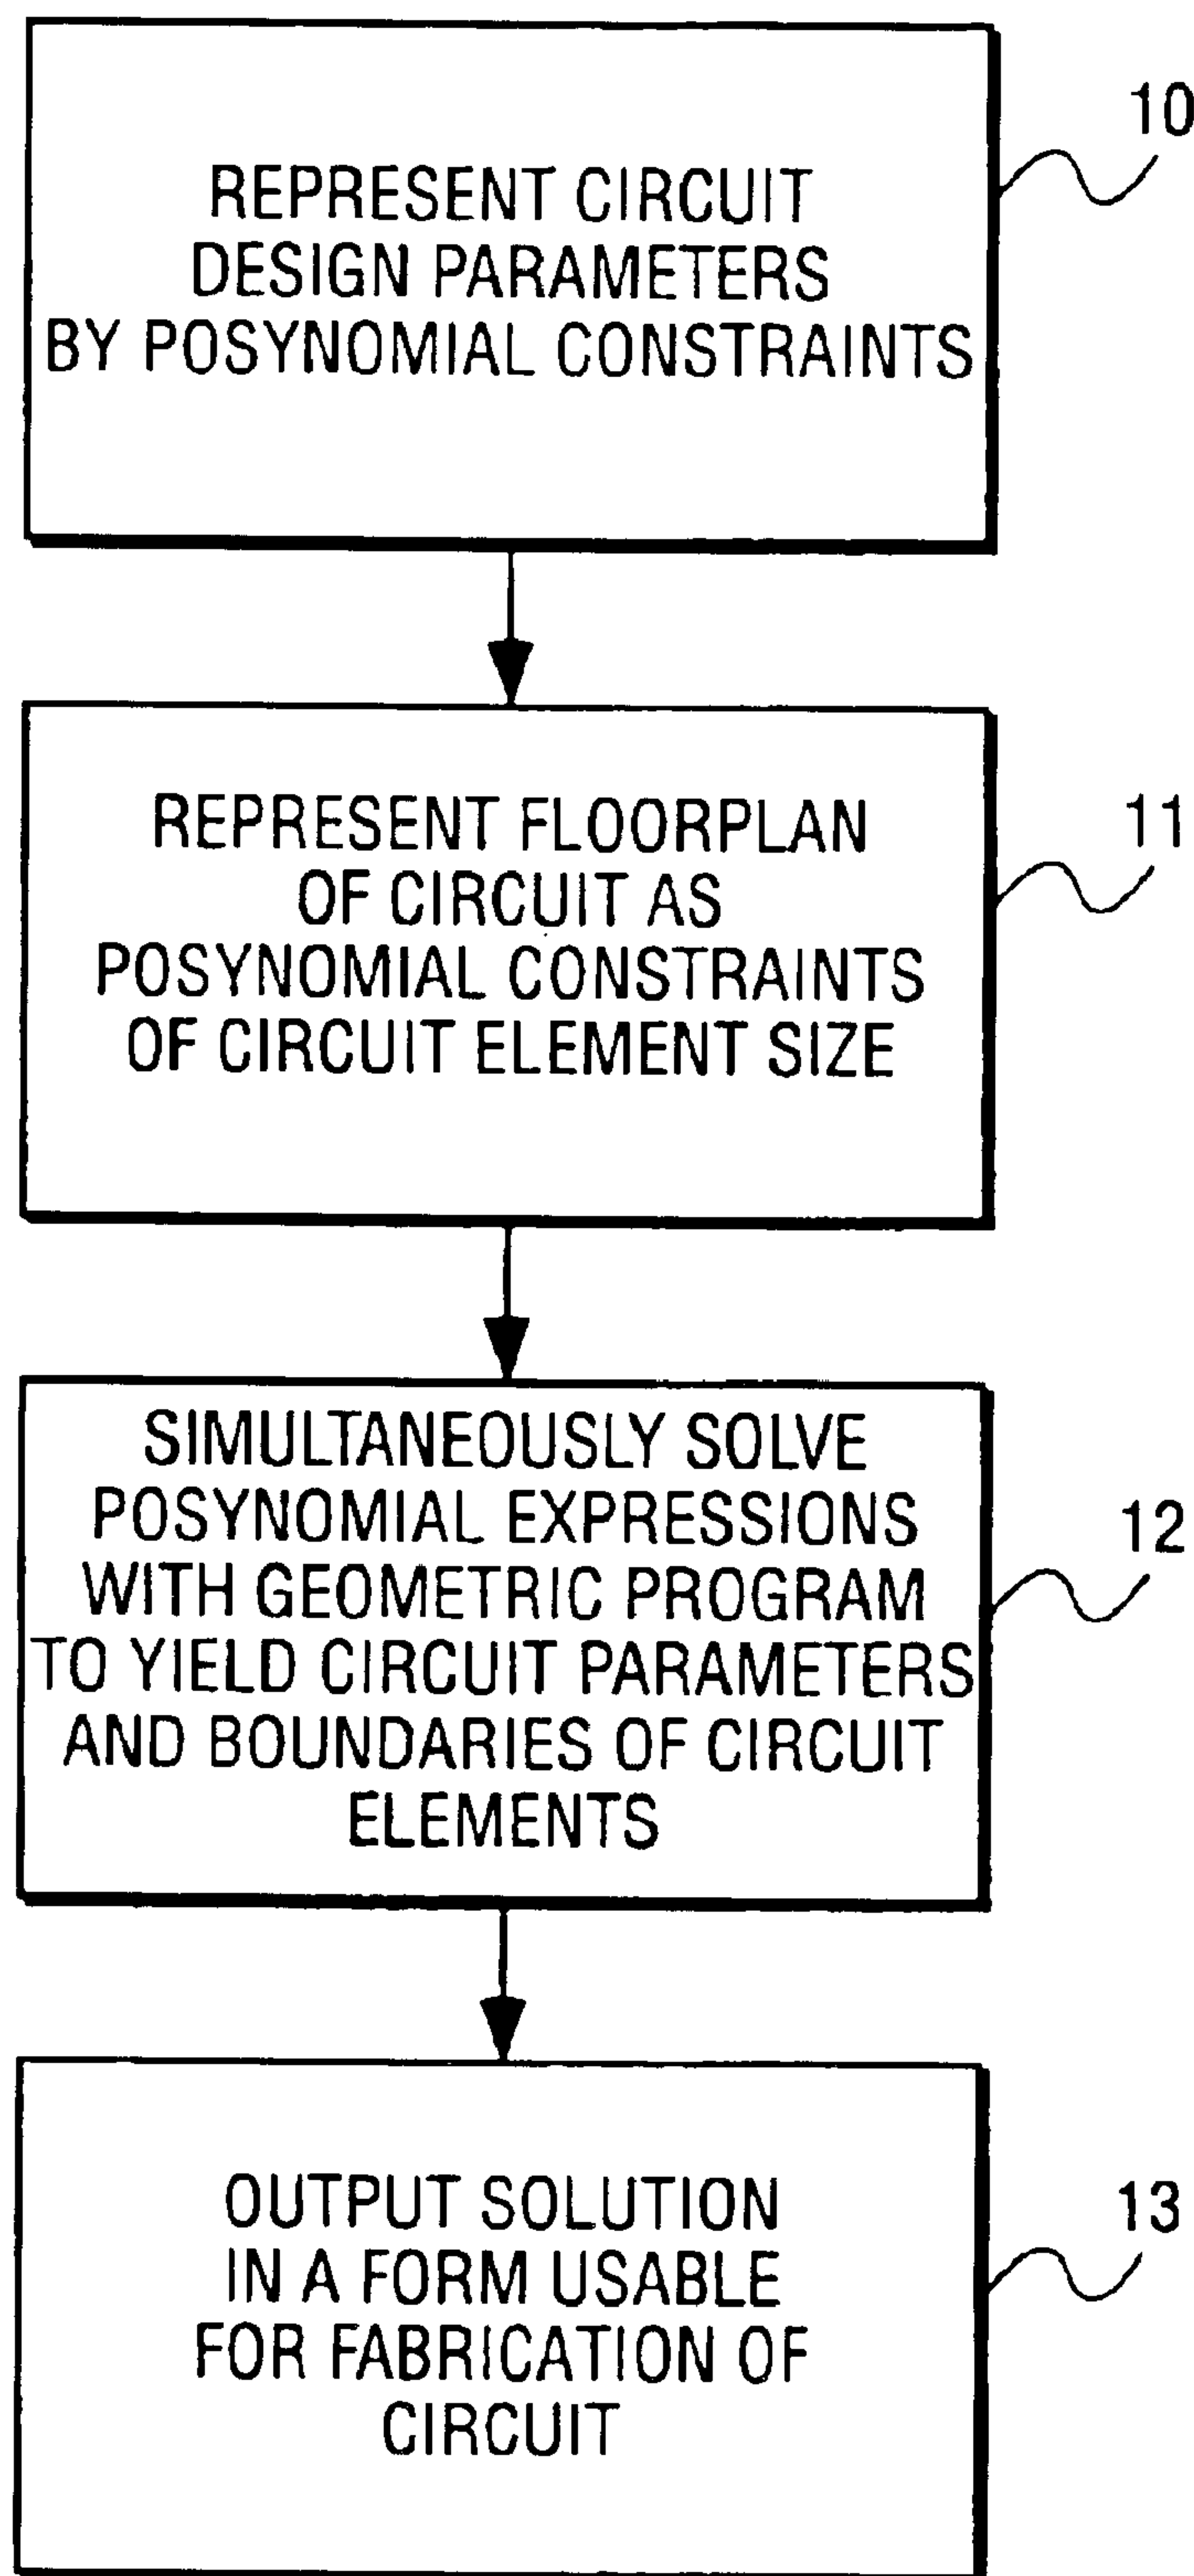 REPRESENT CIRCUIT
DESIGN PARAMETERS
BY POSYNOMIAL CONSTRAINTS
10
REPRESENT FLOORPLAN
OF CIRCUIT AS
POSYNOMIAL CONSTRAINTS
OF CIRCUIT ELEMENT SIZE
11
SIMULTANEOUSLY SOLVE
POSYNOMIAL EXPRESSIONS
WITH GEOMETRIC PROGRAM
TO YIELD CIRCUIT PARAMETERS
AND BOUNDARIES OF CIRCUIT
ELEMENTS
12
OUTPUT SOLUTION
IN A FORM USABLE
FOR FABRICATION OF
CIRCUIT
13